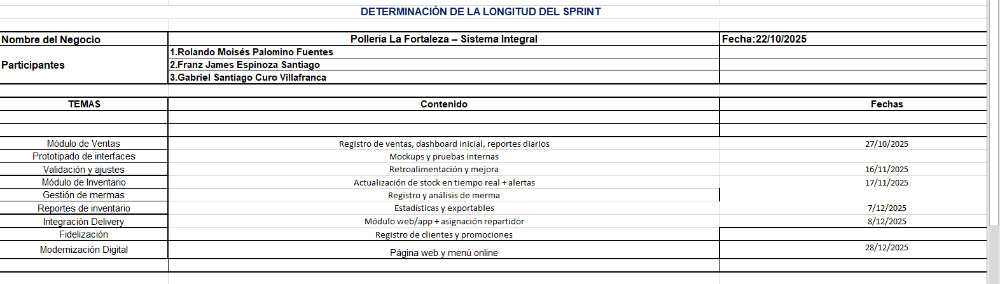 DETERMINACIÓN DE LA LONGITUD DEL SPRINT
Nombre del Negocio Pollería La Fortaleza – Sistema Integral Fecha:22/10/2025
Participantes
1.Rolando Moisés Palomino Fuentes
2.Franz James Espinoza Santiago
3.Gabriel Santiago Curo Villafranca
TEMAS Contenido Fechas
Módulo de Ventas Registro de ventas, dashboard inicial, reportes diarios 27/10/2025
Prototipado de interfaces Mockups y pruebas internas
Validación y ajustes Retroalimentación y mejora 16/11/2025
Módulo de Inventario Actualización de stock en tiempo real + alertas 17/11/2025
Gestión de mermas Registro y análisis de merma
Reportes de inventario Estadísticas y exportables 7/12/2025
Integración Delivery Módulo web/app + asignación repartidor 8/12/2025
Fidelización Registro de clientes y promociones
Modernización Digital Página web y menú online 28/12/2025